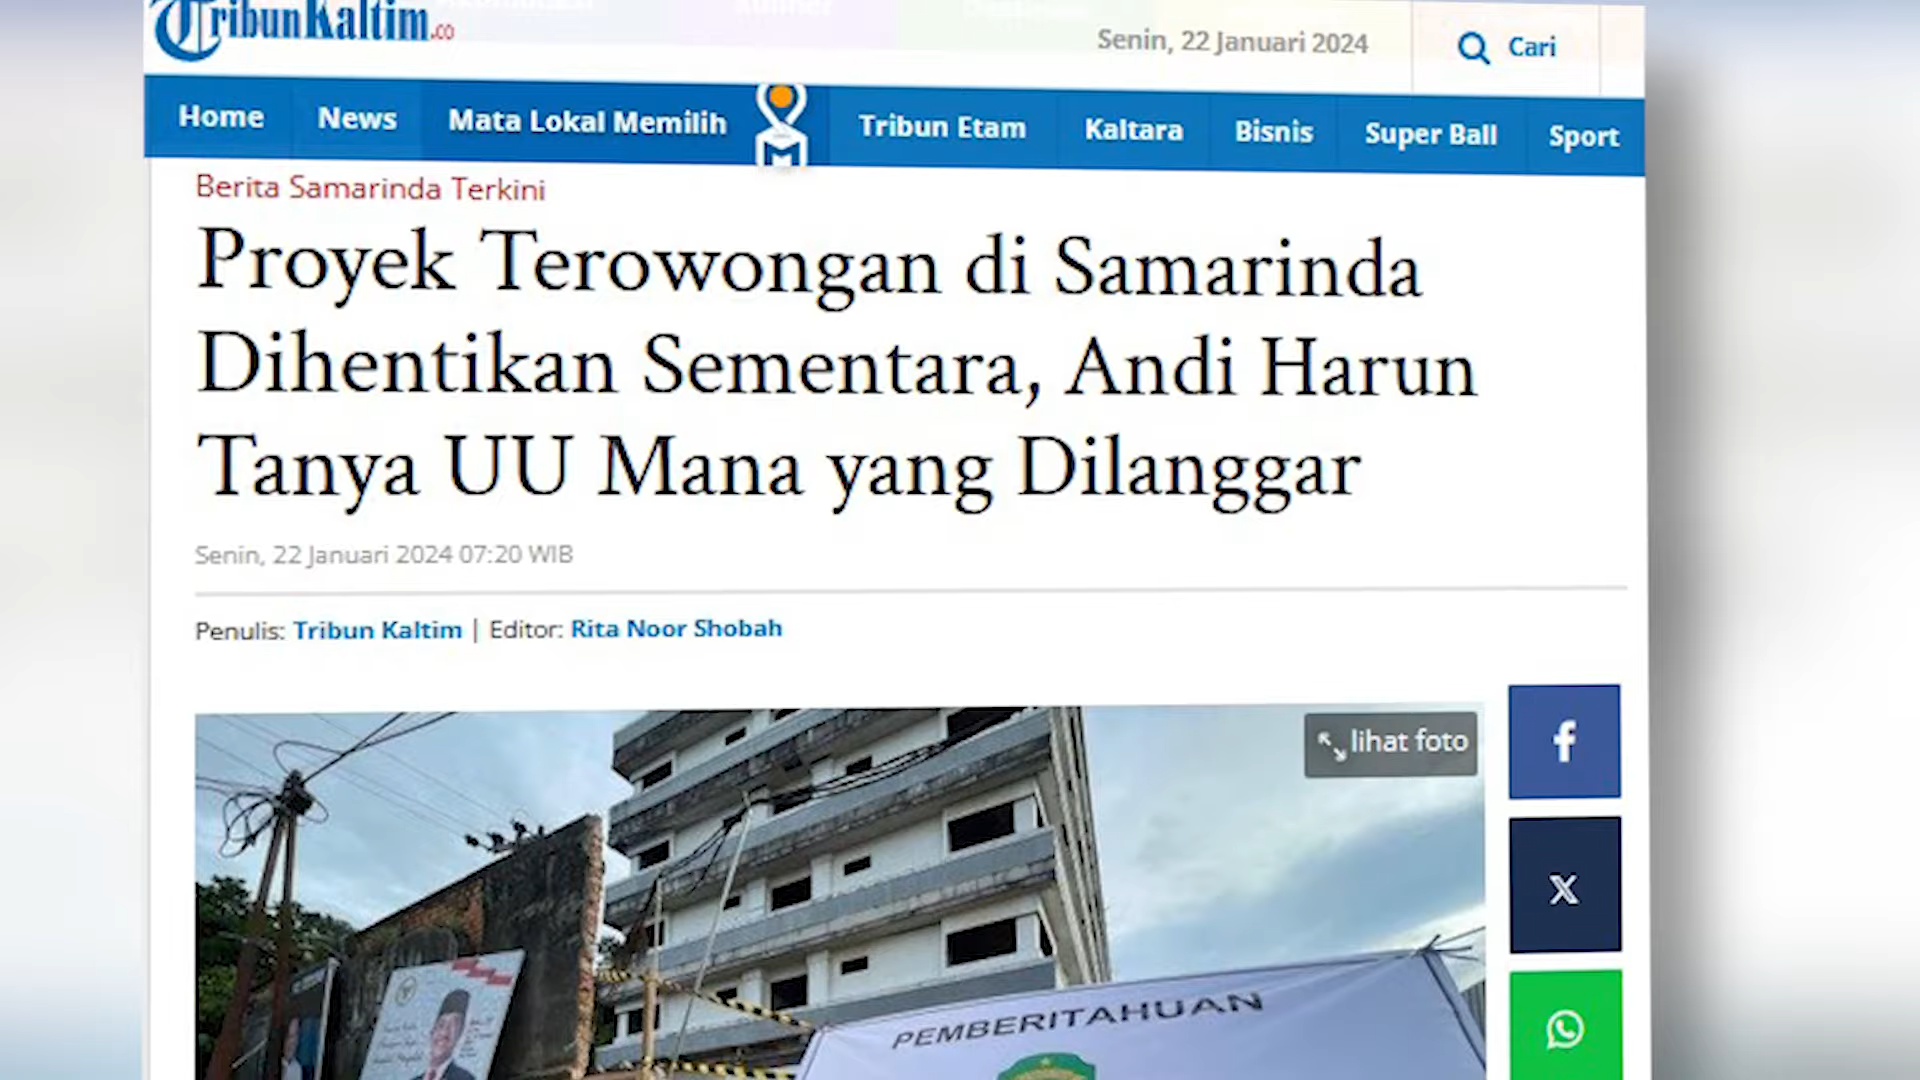 TribunKaltim.co
Senin, 22 Januari 2024
Cari
Home
News
Mata Lokal Memilih
Tribun Etam
Kaltara
Bisnis
Super Ball
Sport
Berita Samarinda Terkini
Proyek Terowongan di Samarinda
Dihentikan Sementara, Andi Harun
Tanya UU Mana yang Dilanggar
Senin, 22 Januari 2024 07:20 WIB
Penulis: Tribun Kaltim | Editor: Rita Noor Shobah
lihat foto
PEMBERITAHUAN